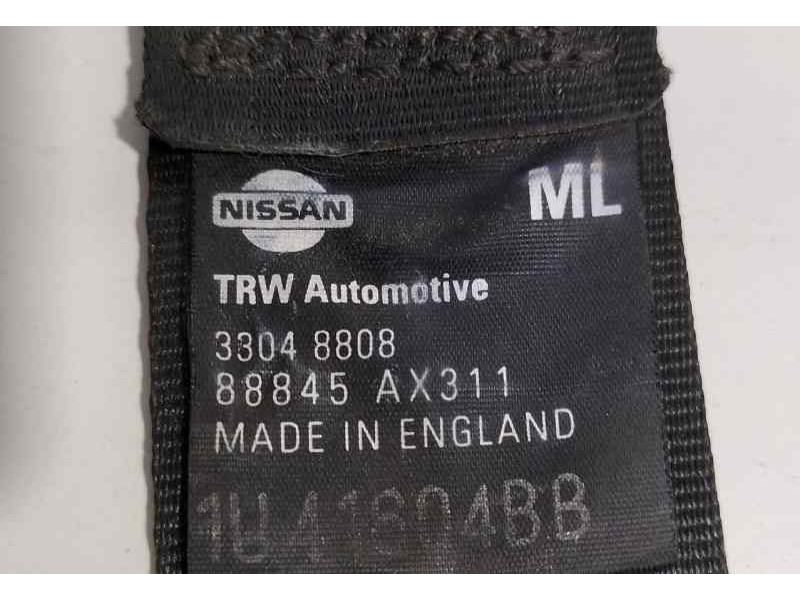 NISSAN
ML
TRW Automotive
3304 8808
88845 AX311
MADE IN ENGLAND